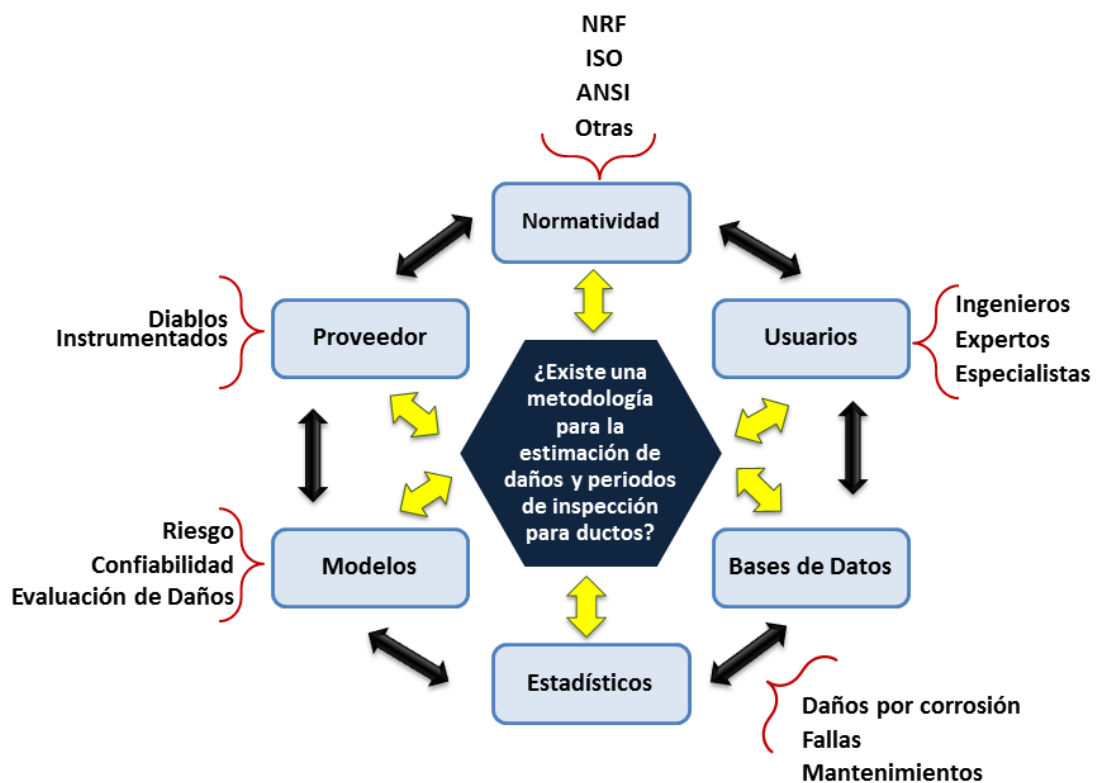 NRF
ISO
ANSI
Otras
Normatividad
Diablos
Instrumentados
Proveedor
Usuarios
Ingenieros
Expertos
Especialistas
¿Existe una
metodología
para la
estimación de
daños y periodos
de inspección
para ductos?
Riesgo
Confiabilidad
Evaluación de Daños
Modelos
Bases de Datos
Estadísticos
Daños por corrosión
Fallas
Mantenimientos